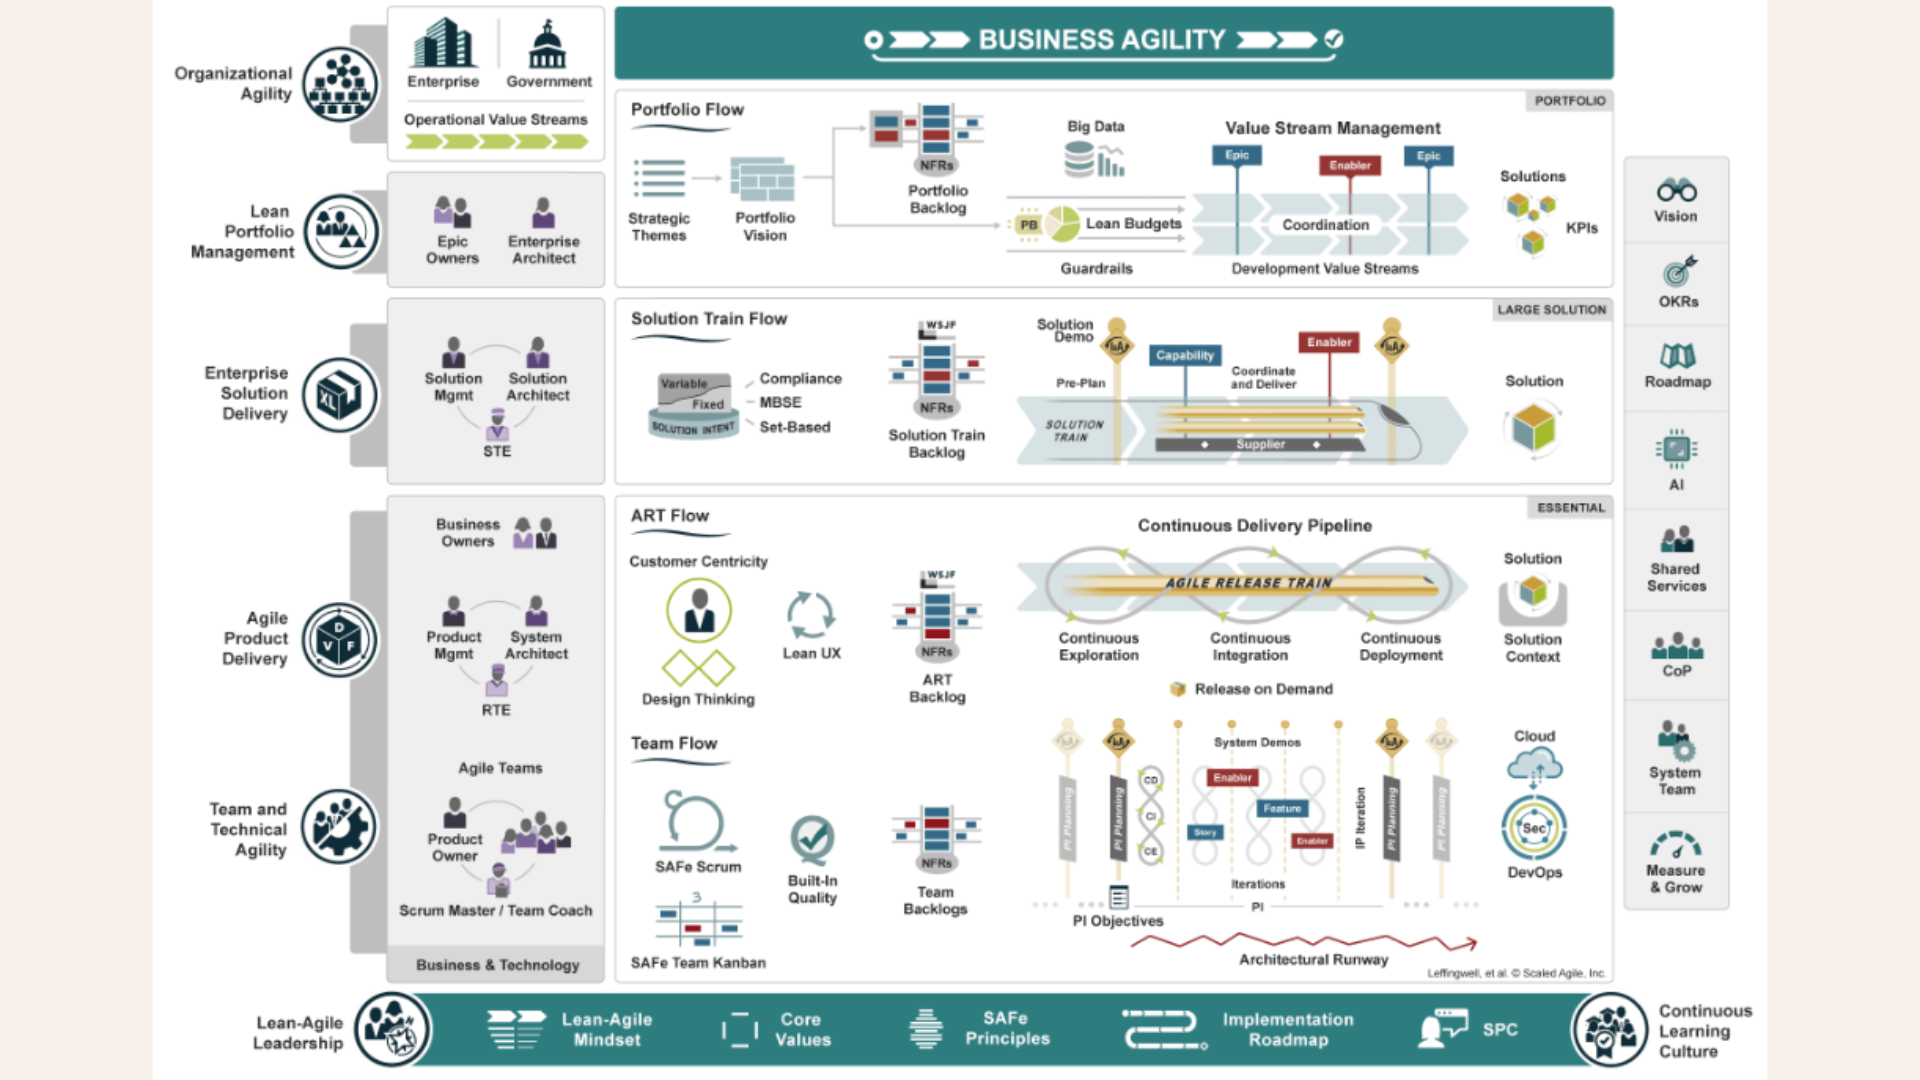 BUSINESS AGILITY
Organizational
Agility
Enterprise
Government
Operational Value Streams
Lean
Portfolio
Management
Epic
Owners
Enterprise
Architect
PORTFOLIO
Portfolio Flow
Strategic
Themes
Portfolio
Vision
NFRs
Portfolio
Backlog
Big Data
PB
Lean Budgets
Guardrails
Value Stream Management
Epic
Enabler
Epic
Coordination
Development Value Streams
Solutions
KPIs
Enterprise
Solution
Delivery
Solution
Mgmt
Solution
Architect
STE
XL
LARGE SOLUTION
Solution Train Flow
Variable
Fixed
SOLUTION INTENT
Compliance
MBSE
Set-Based
WSJF
NFRs
Solution Train
Backlog
Solution
Demo
I&A
Pre-Plan
Capability
Coordinate
and Deliver
Enabler
I&A
SOLUTION
TRAIN
Supplier
Solution
Agile
Product
Delivery
D
V F
Business
Owners
Product
Mgmt
System
Architect
RTE
ESSENTIAL
ART Flow
Customer Centricity
Design Thinking
Lean UX
WSJF
NFRs
ART
Backlog
Continuous Delivery Pipeline
AGILE RELEASE TRAIN
Continuous
Exploration
Continuous
Integration
Continuous
Deployment
Release on Demand
Solution
Solution
Context
Team and
Technical
Agility
Agile Teams
Product
Owner
Scrum Master / Team Coach
Business & Technology
Team Flow
SAFe Scrum
3
SAFe Team Kanban
Built-In
Quality
NFRs
Team
Backlogs
I&A
I&A
PI Planning
PI Planning
CD
CI
CE
System Demos
Enabler
Feature
Story
Enabler
Iterations
IP Iteration
I&A
I&A
PI Planning
PI Planning
PI
PI Objectives
Architectural Runway
Cloud
Sec
DevOps
Leffingwell, et al. © Scaled Agile, Inc.
Vision
OKRs
Roadmap
AI
Shared
Services
CoP
System
Team
Measure
& Grow
Lean-Agile
Leadership
Lean-Agile
Mindset
Core
Values
SAFe
Principles
Implementation
Roadmap
SPC
Continuous
Learning
Culture